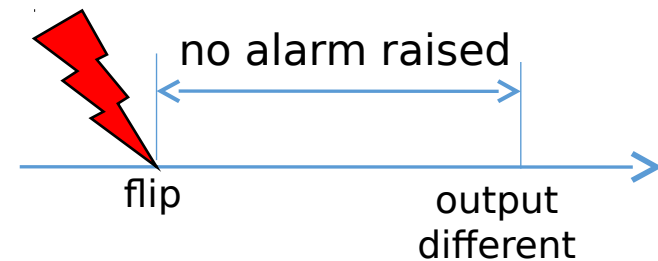 no alarm raised
flip
output
different